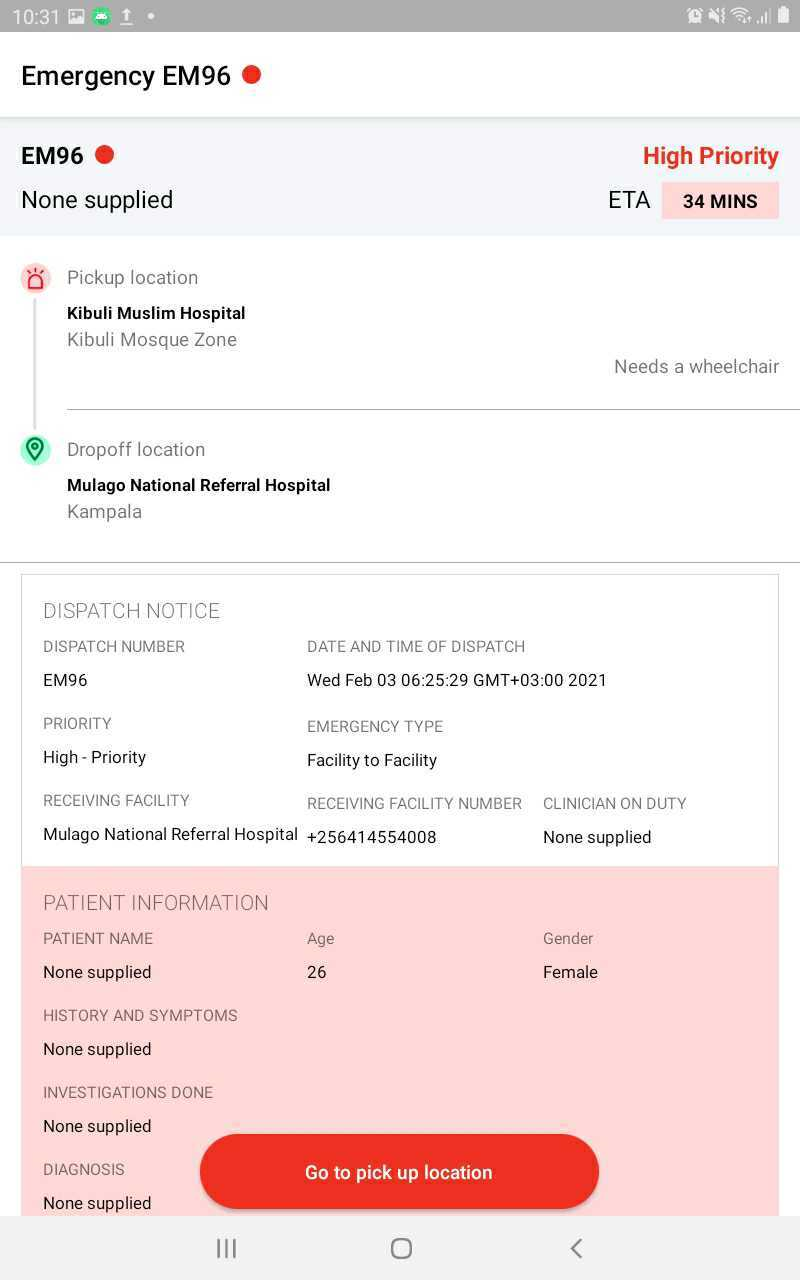 10:31
Emergency EM96
EM96
High Priority
None supplied
ETA 34 MINS
Pickup location
Kibuli Muslim Hospital
Kibuli Mosque Zone
Needs a wheelchair
Dropoff location
Mulago National Referral Hospital
Kampala
DISPATCH NOTICE
DISPATCH NUMBER
DATE AND TIME OF DISPATCH
EM96
Wed Feb 03 06:25:29 GMT+03:00 2021
PRIORITY
EMERGENCY TYPE
High - Priority
Facility to Facility
RECEIVING FACILITY
RECEIVING FACILITY NUMBER
CLINICIAN ON DUTY
Mulago National Referral Hospital
+256414554008
None supplied
PATIENT INFORMATION
PATIENT NAME
Age
Gender
None supplied
26
Female
HISTORY AND SYMPTOMS
None supplied
INVESTIGATIONS DONE
None supplied
DIAGNOSIS
None supplied
Go to pick up location